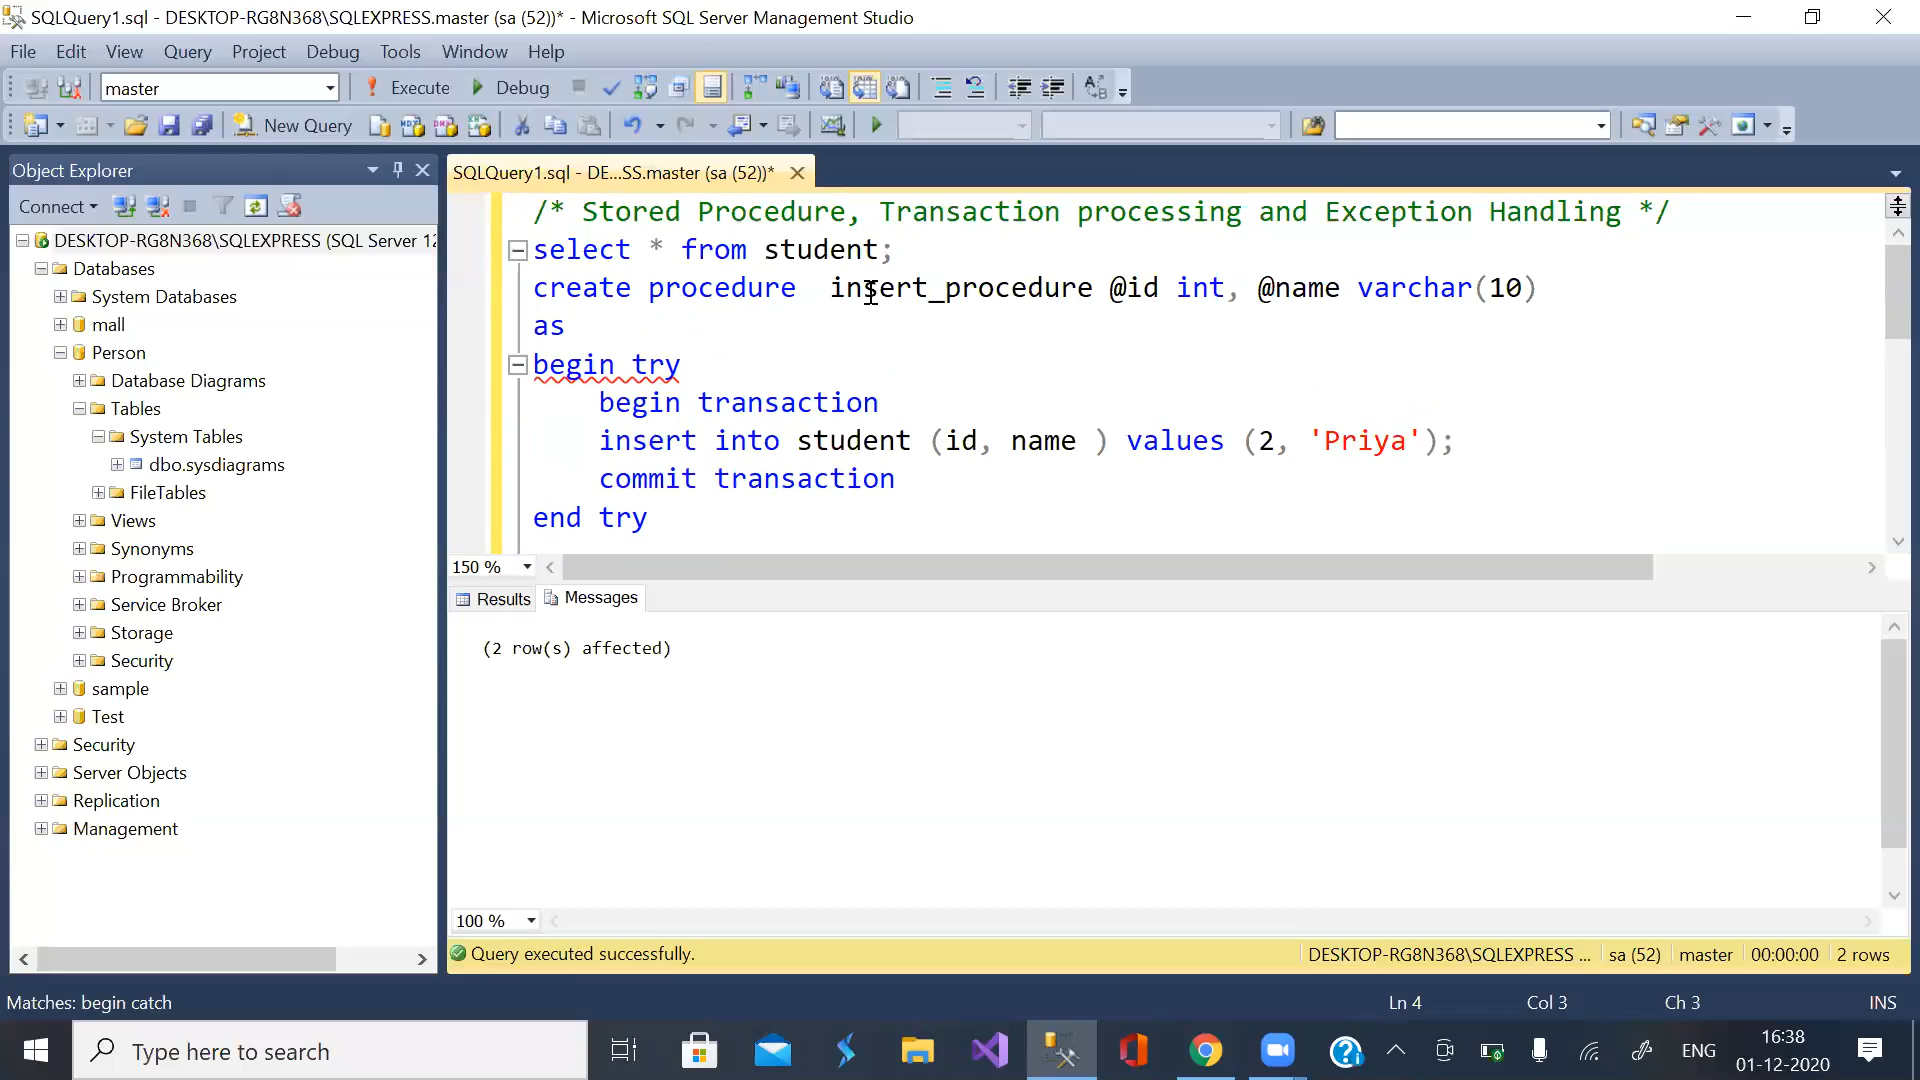 SQLQuery1.sql - DESKTOP-RG8N368\SQLEXPRESS.master (sa (52))* - Microsoft SQL Server Management Studio
File Edit View Query Project Debug Tools Window Help
master Execute Debug
New Query
Object Explorer
Connect
DESKTOP-RG8N368\SQLEXPRESS (SQL Server 12
Databases
System Databases
mall
Person
Database Diagrams
Tables
System Tables
dbo.sysdiagrams
FileTables
Views
Synonyms
Programmability
Service Broker
Storage
Security
sample
Test
Security
Server Objects
Replication
Management
SQLQuery1.sql - DE...SS.master (sa (52))*
/* Stored Procedure, Transaction processing and Exception Handling */
select * from student;
create procedure  insert_procedure @id int, @name varchar(10)
as
begin try
begin transaction
insert into student (id, name ) values (2, 'Priya');
commit transaction
end try
150 %
Results Messages
(2 row(s) affected)
100 %
Query executed successfully. DESKTOP-RG8N368\SQLEXPRESS ... sa (52) master 00:00:00 2 rows
Matches: begin catch Ln 4 Col 3 Ch 3 INS
Type here to search ENG 16:38
01-12-2020